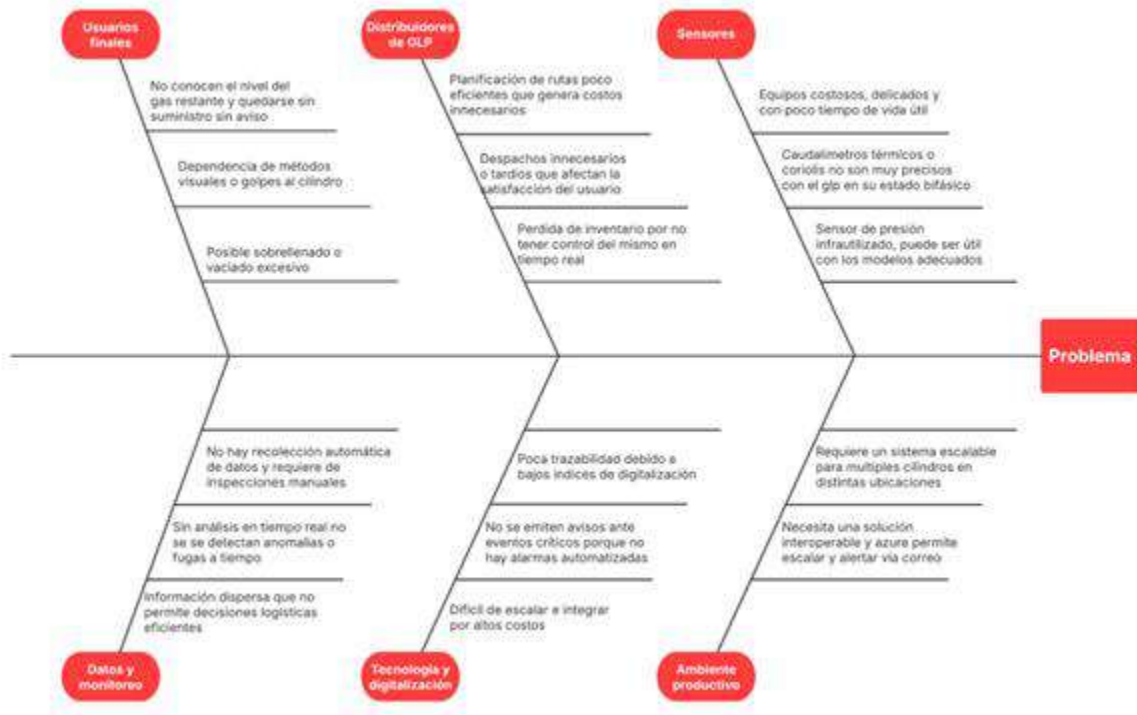 Usuarios
finales
No conocen el nivel del
gas restante y quedarse sin
suministro sin aviso
Dependencia de métodos
visuales o golpes al cilindro
Posible sobrellenado o
vaciado excesivo
Distribuidores
de GLP
Planificación de rutas poco
eficientes que genera costos
innecesarios
Despachos innecesarios
o tardíos que afectan la
satisfacción del usuario
Perdida de inventario por no
tener control del mismo en
tiempo real
Sensores
Equipos costosos, delicados y
con poco tiempo de vida útil
Caudalimetros térmicos o
coriolis no son muy precisos
con el glp en su estado bifásico
Sensor de presión
infrautilizado, puede ser útil
con los modelos adecuados
Problema
No hay recolección automática
de datos y requiere de
inspecciones manuales
Sin análisis en tiempo real no
se se detectan anomalías o
fugas a tiempo
Información dispersa que no
permite decisiones logísticas
eficientes
Datos y
monitoreo
Poca trazabilidad debido a
bajos índices de digitalización
No se emiten avisos ante
eventos críticos porque no
hay alarmas automatizadas
Difícil de escalar e integrar
por altos costos
Tecnología y
digitalización
Requiere un sistema escalable
para multiples cilindros en
distintas ubicaciones
Necesita una solución
interoperable y azure permite
escalar y alertar via correo
Ambiente
productivo